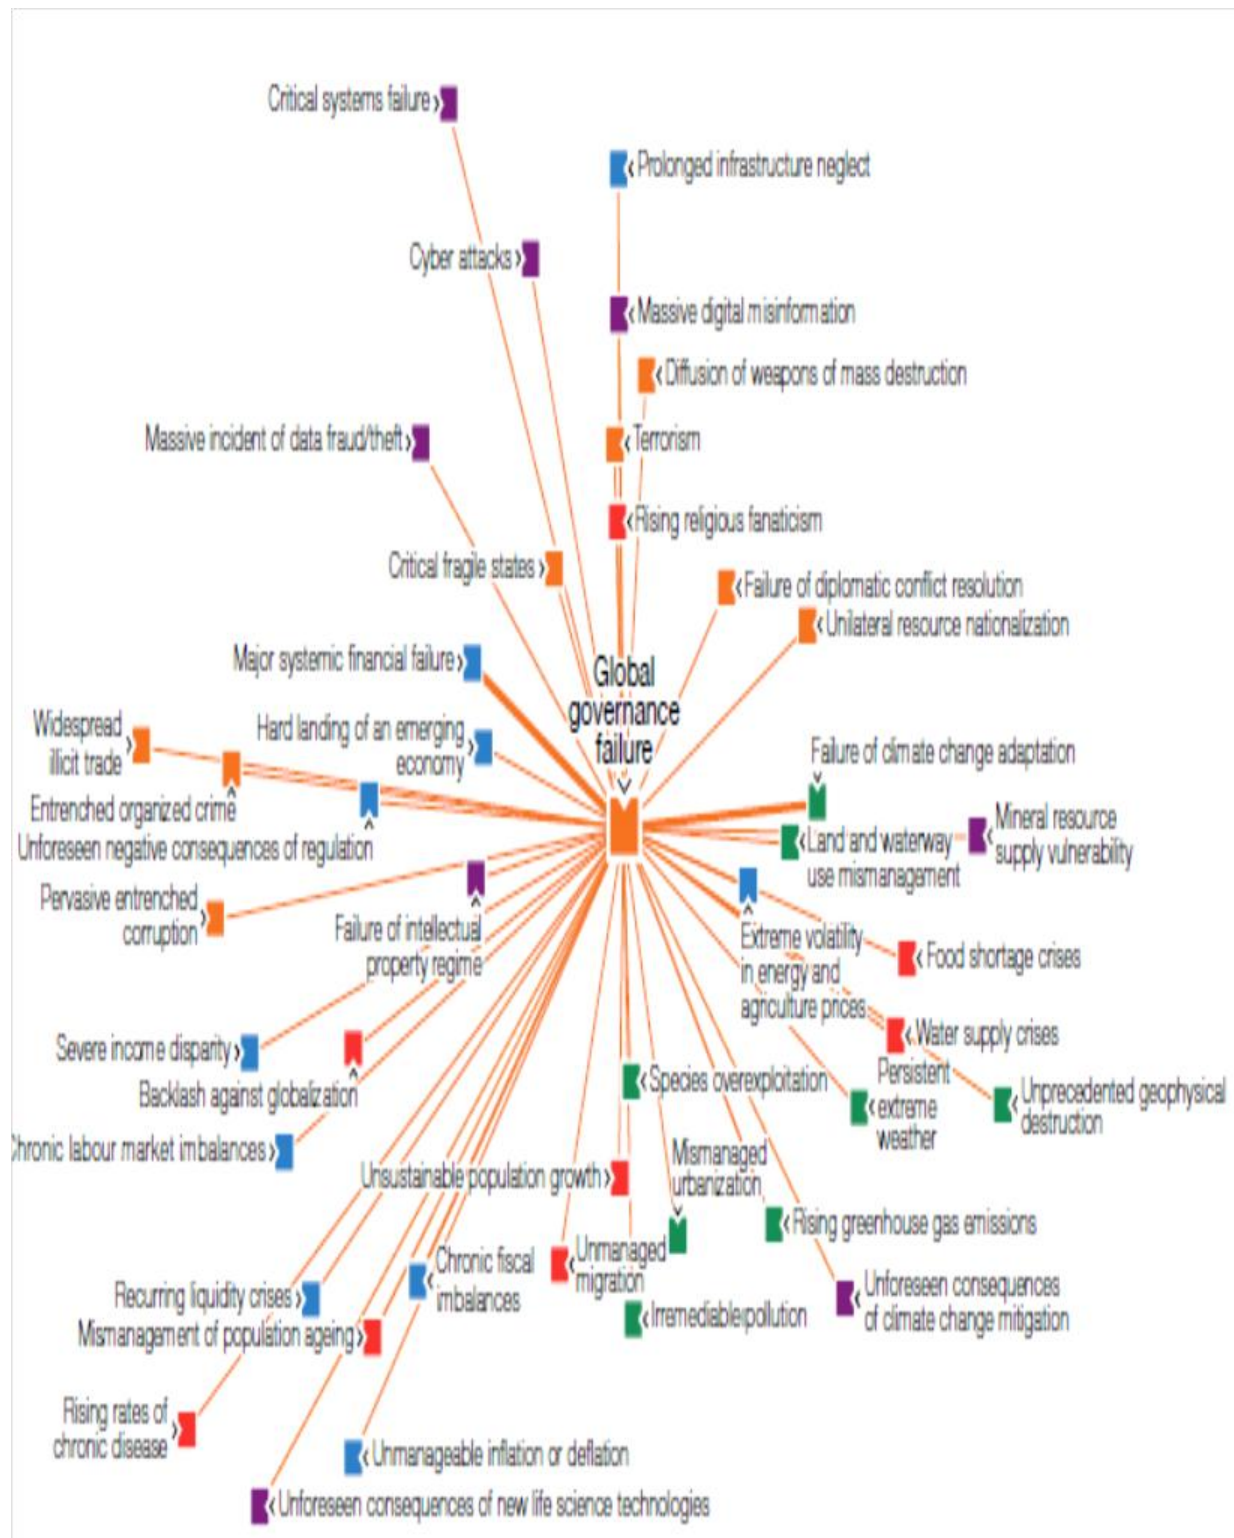 Critical systems failure
Prolonged infrastructure neglect
Cyber attacks
Massive digital misinformation
Diffusion of weapons of mass destruction
Massive incident of data fraud/theft
Terrorism
Rising religious fanaticism
Critical fragile states
Failure of diplomatic conflict resolution
Unilateral resource nationalization
Major systemic financial failure
Global
governance
failure
Widespread
illicit trade
Hard landing of an emerging
economy
Failure of climate change adaptation
Entrenched organized crime
Unforeseen negative consequences of regulation
Land and waterway
use mismanagement
Mineral resource
supply vulnerability
Pervasive entrenched
corruption
Failure of intellectual
property regime
Extreme volatility
in energy and
agriculture prices
Food shortage crises
Severe income disparity
Backlash against globalization
Water supply crises
Species overexploitation
Persistent
extreme
weather
Unprecedented geophysical
destruction
Chronic labour market imbalances
Unsustainable population growth
Mismanaged
urbanization
Rising greenhouse gas emissions
Chronic fiscal
imbalances
Unmanaged
migration
Recurring liquidity crises
Unforeseen consequences
of climate change mitigation
Mismanagement of population ageing
Irremediable pollution
Rising rates of
chronic disease
Unmanageable inflation or deflation
Unforeseen consequences of new life science technologies